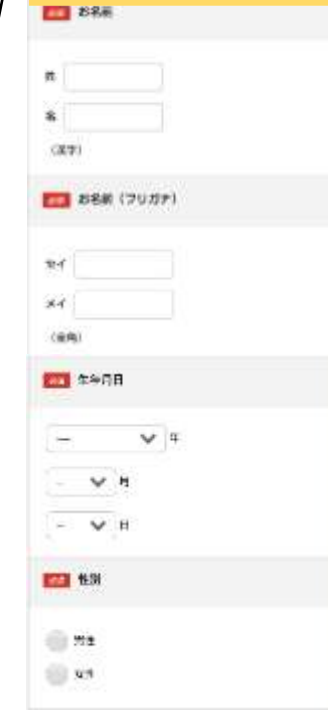 必須 お名前
姓
名
(漢字)
必須 お名前（フリガナ）
セイ
メイ
(全角)
必須 生年月日
年
月
日
必須 性別
男性
女性